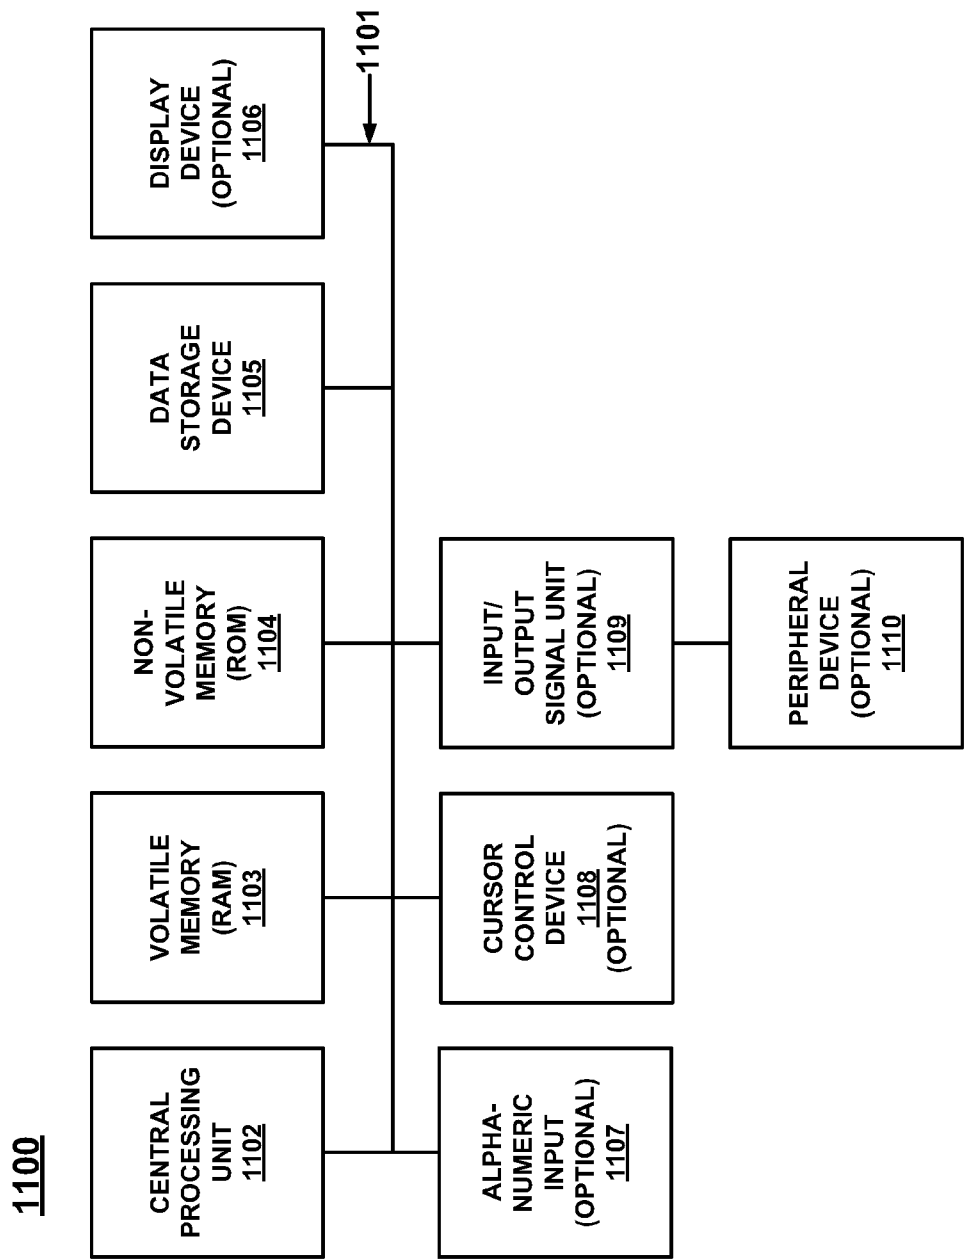 1100
CENTRAL
PROCESSING
UNIT
1102
VOLATILE
MEMORY
(RAM)
1103
NON-
VOLATILE
MEMORY
(ROM)
1104
DATA
STORAGE
DEVICE
1105
DISPLAY
DEVICE
(OPTIONAL)
1106
1101
ALPHA-
NUMERIC
INPUT
(OPTIONAL)
1107
CURSOR
CONTROL
DEVICE
1108
(OPTIONAL)
INPUT/
OUTPUT
SIGNAL UNIT
(OPTIONAL)
1109
PERIPHERAL
DEVICE
(OPTIONAL)
1110